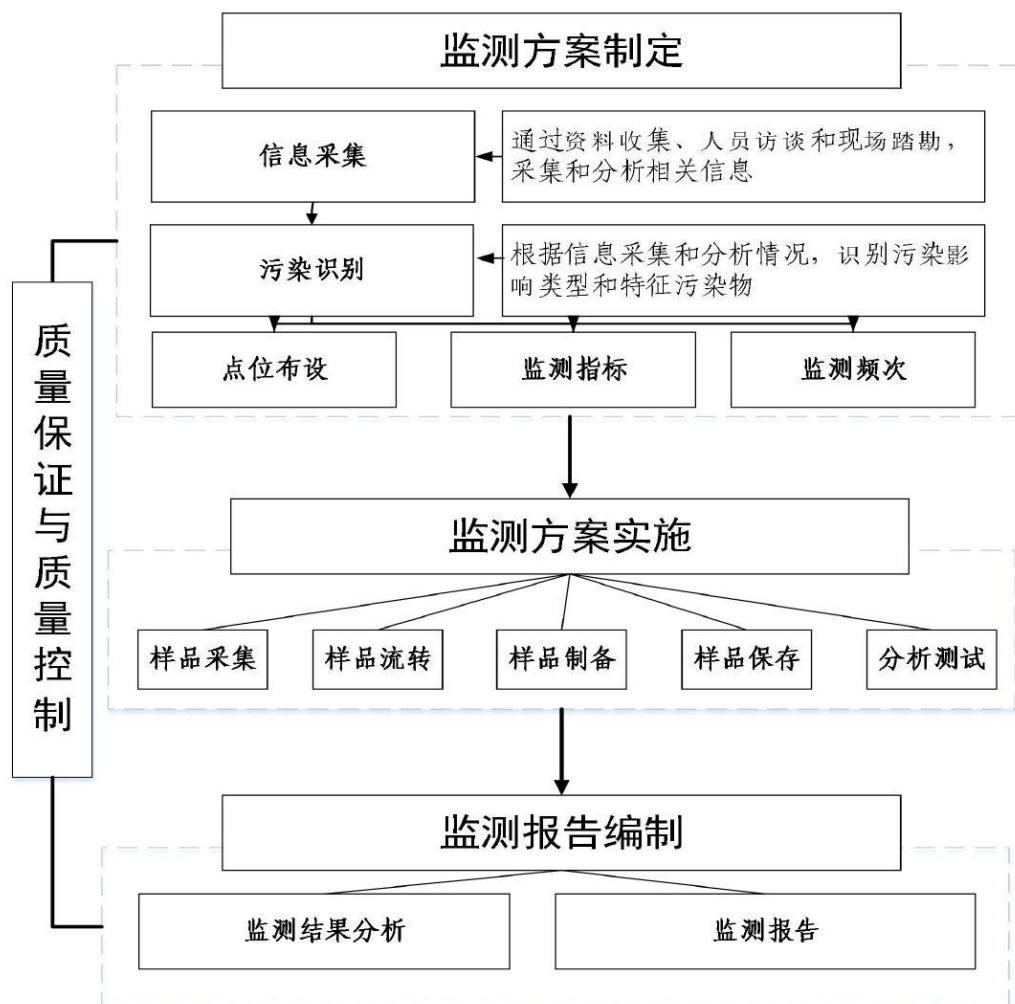 监测方案制定
信息采集
通过资料收集、人员访谈和现场踏勘，
采集和分析相关信息
污染识别
根据信息采集和分析情况，识别污染影
响类型和特征污染物
点位布设
监测指标
监测频次
质量保证与质量控制
监测方案实施
样品采集
样品流转
样品制备
样品保存
分析测试
监测报告编制
监测结果分析
监测报告